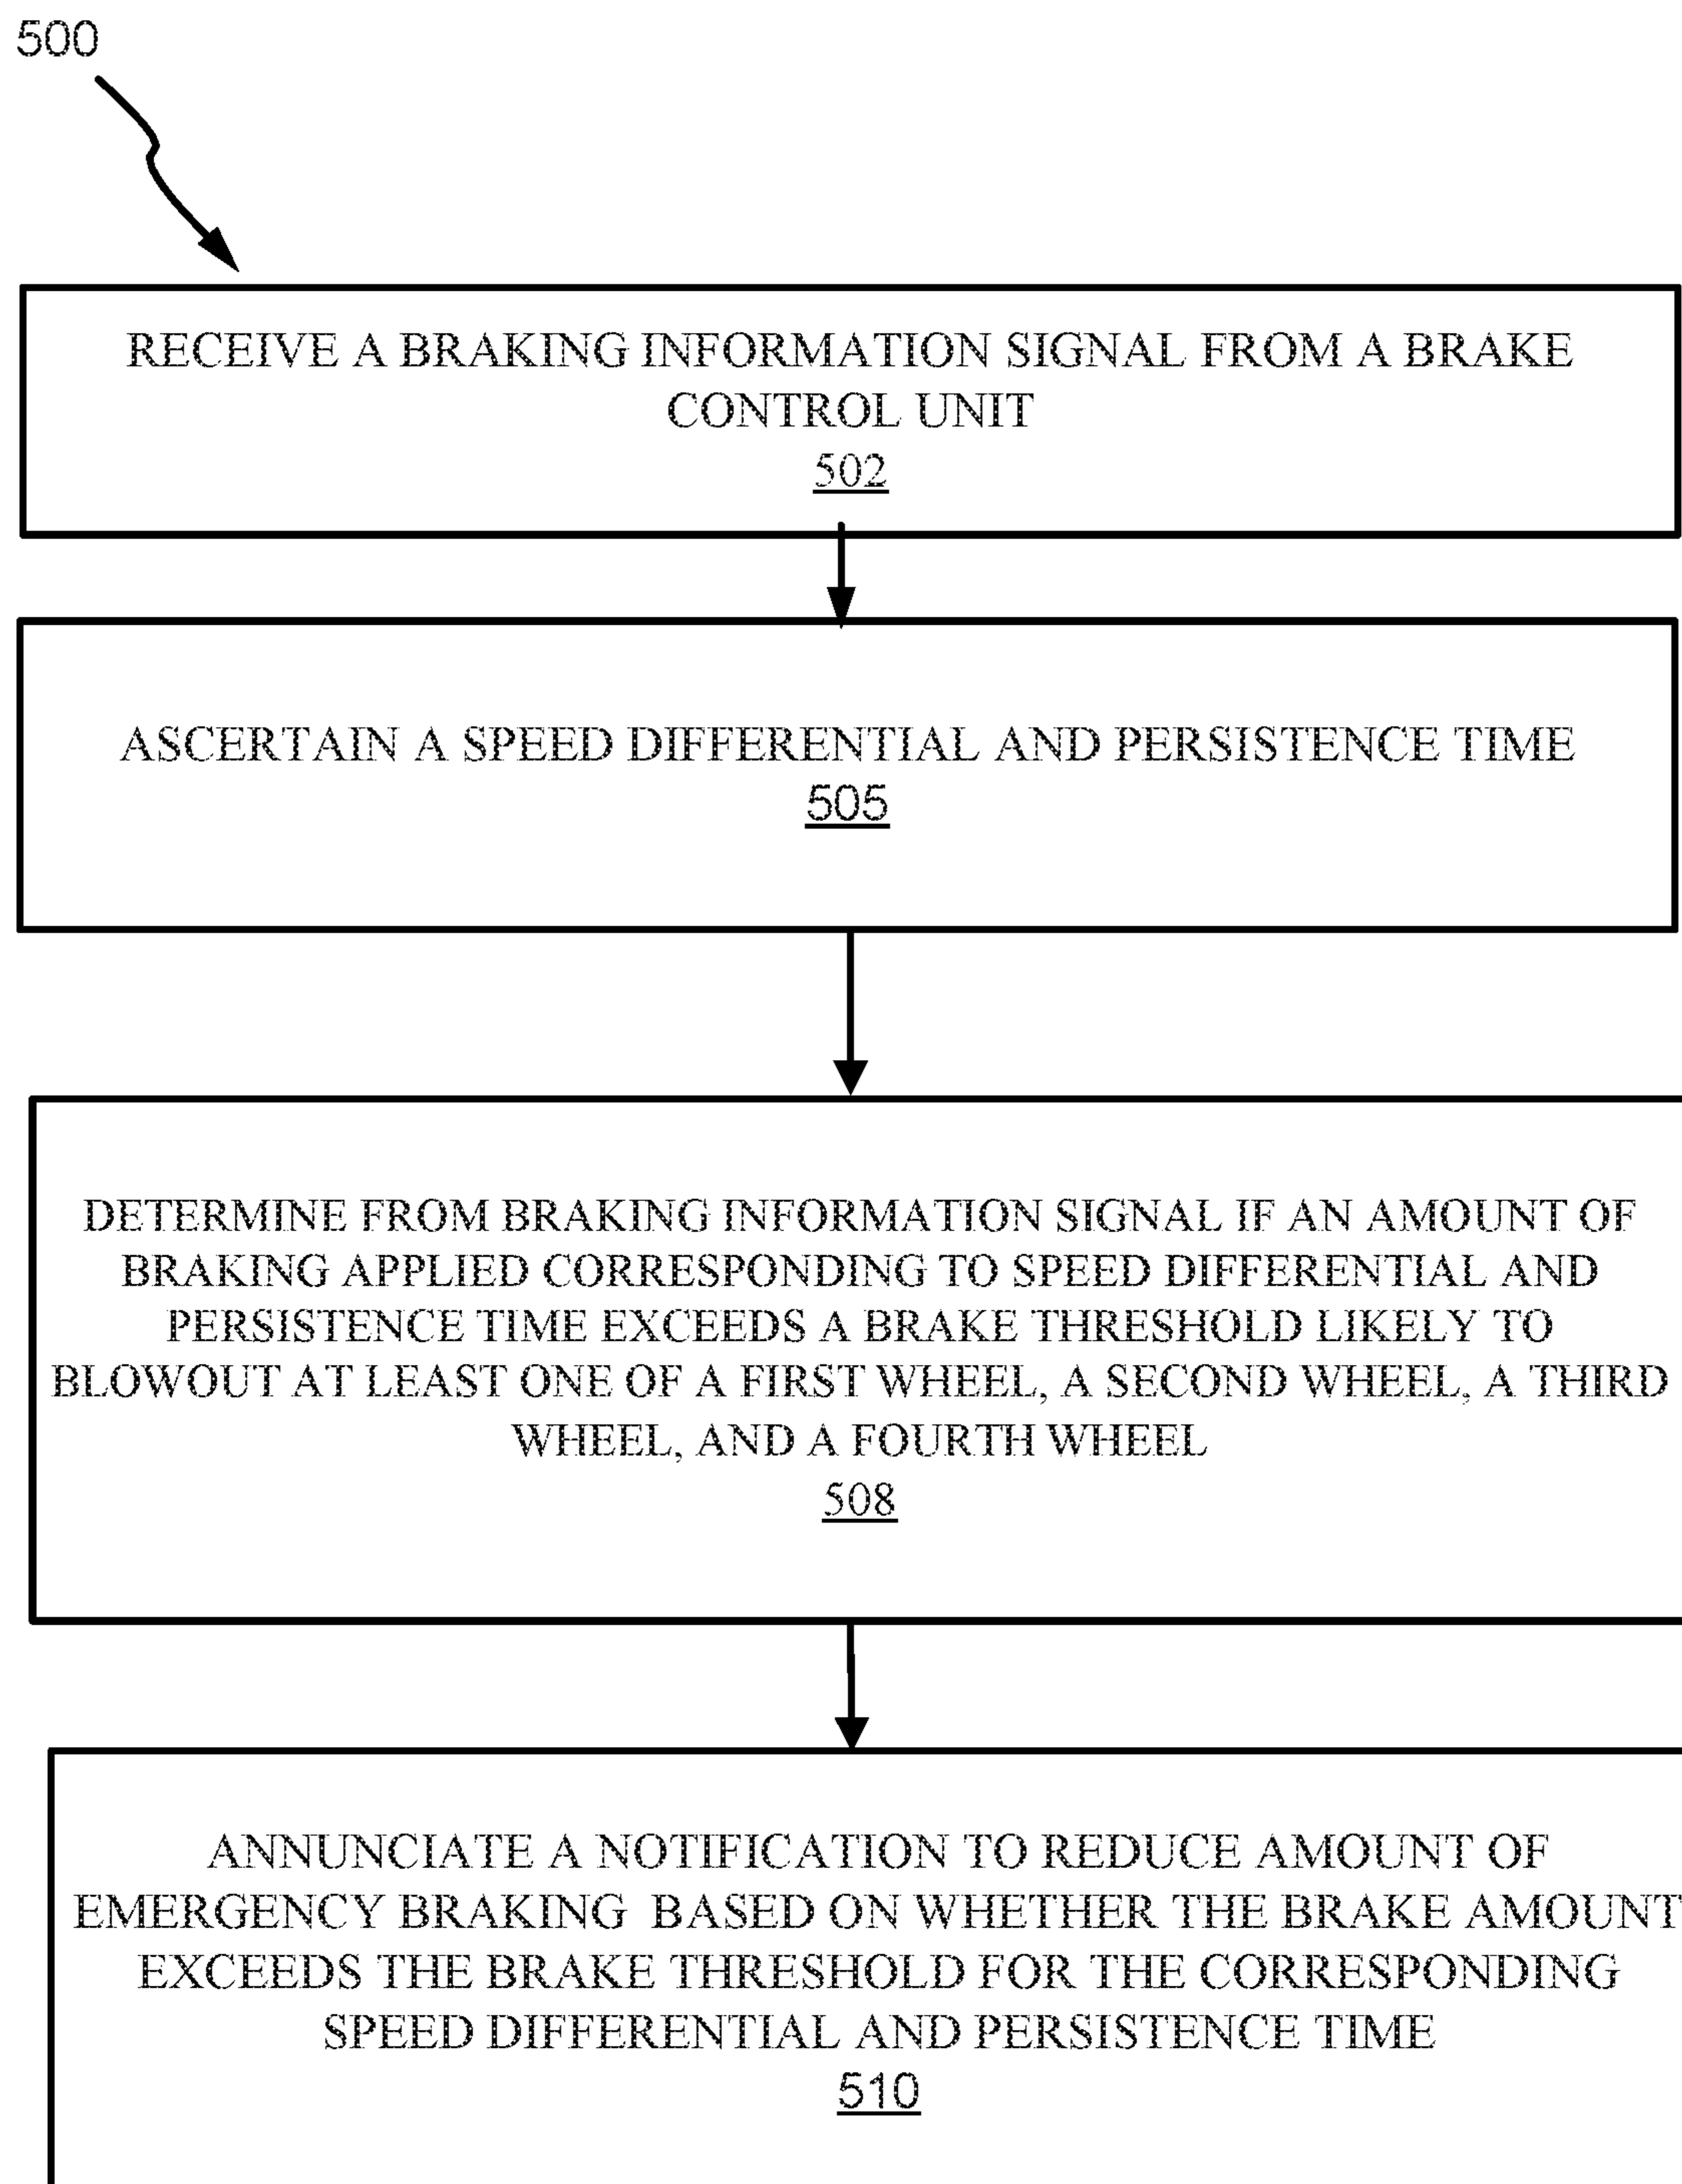 500
RECEIVE A BRAKING INFORMATION SIGNAL FROM A BRAKE
CONTROL UNIT
502
ASCERTAIN A SPEED DIFFERENTIAL AND PERSISTENCE TIME
505
DETERMINE FROM BRAKING INFORMATION SIGNAL IF AN AMOUNT OF
BRAKING APPLIED CORRESPONDING TO SPEED DIFFERENTIAL AND
PERSISTENCE TIME EXCEEDS A BRAKE THRESHOLD LIKELY TO
BLOWOUT AT LEAST ONE OF A FIRST WHEEL, A SECOND WHEEL, A THIRD
WHEEL, AND A FOURTH WHEEL
508
ANNUNCIATE A NOTIFICATION TO REDUCE AMOUNT OF
EMERGENCY BRAKING BASED ON WHETHER THE BRAKE AMOUNT
EXCEEDS THE BRAKE THRESHOLD FOR THE CORRESPONDING
SPEED DIFFERENTIAL AND PERSISTENCE TIME
510